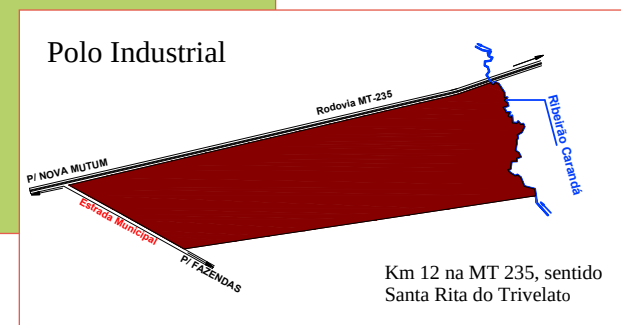 Polo Industrial
Rodovia MT-235
Ribeirão Carandá
P/ NOVA MUTUM
Estrada Municipal
P/ FAZENDAS
Km 12 na MT 235, sentido
Santa Rita do Trivelato